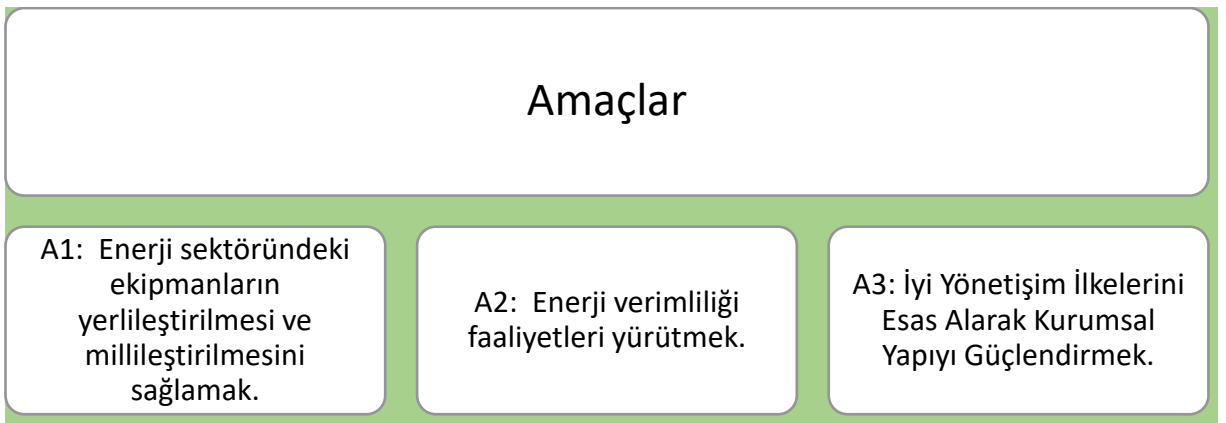 Amaçlar
A1:  Enerji sektöründeki
ekipmanların
yerlileştirilmesi ve
millileştirilmesini
sağlamak.
A2:  Enerji verimliliği
faaliyetleri yürütmek.
A3: İyi Yönetişim İlkelerini
Esas Alarak Kurumsal
Yapıyı Güçlendirmek.